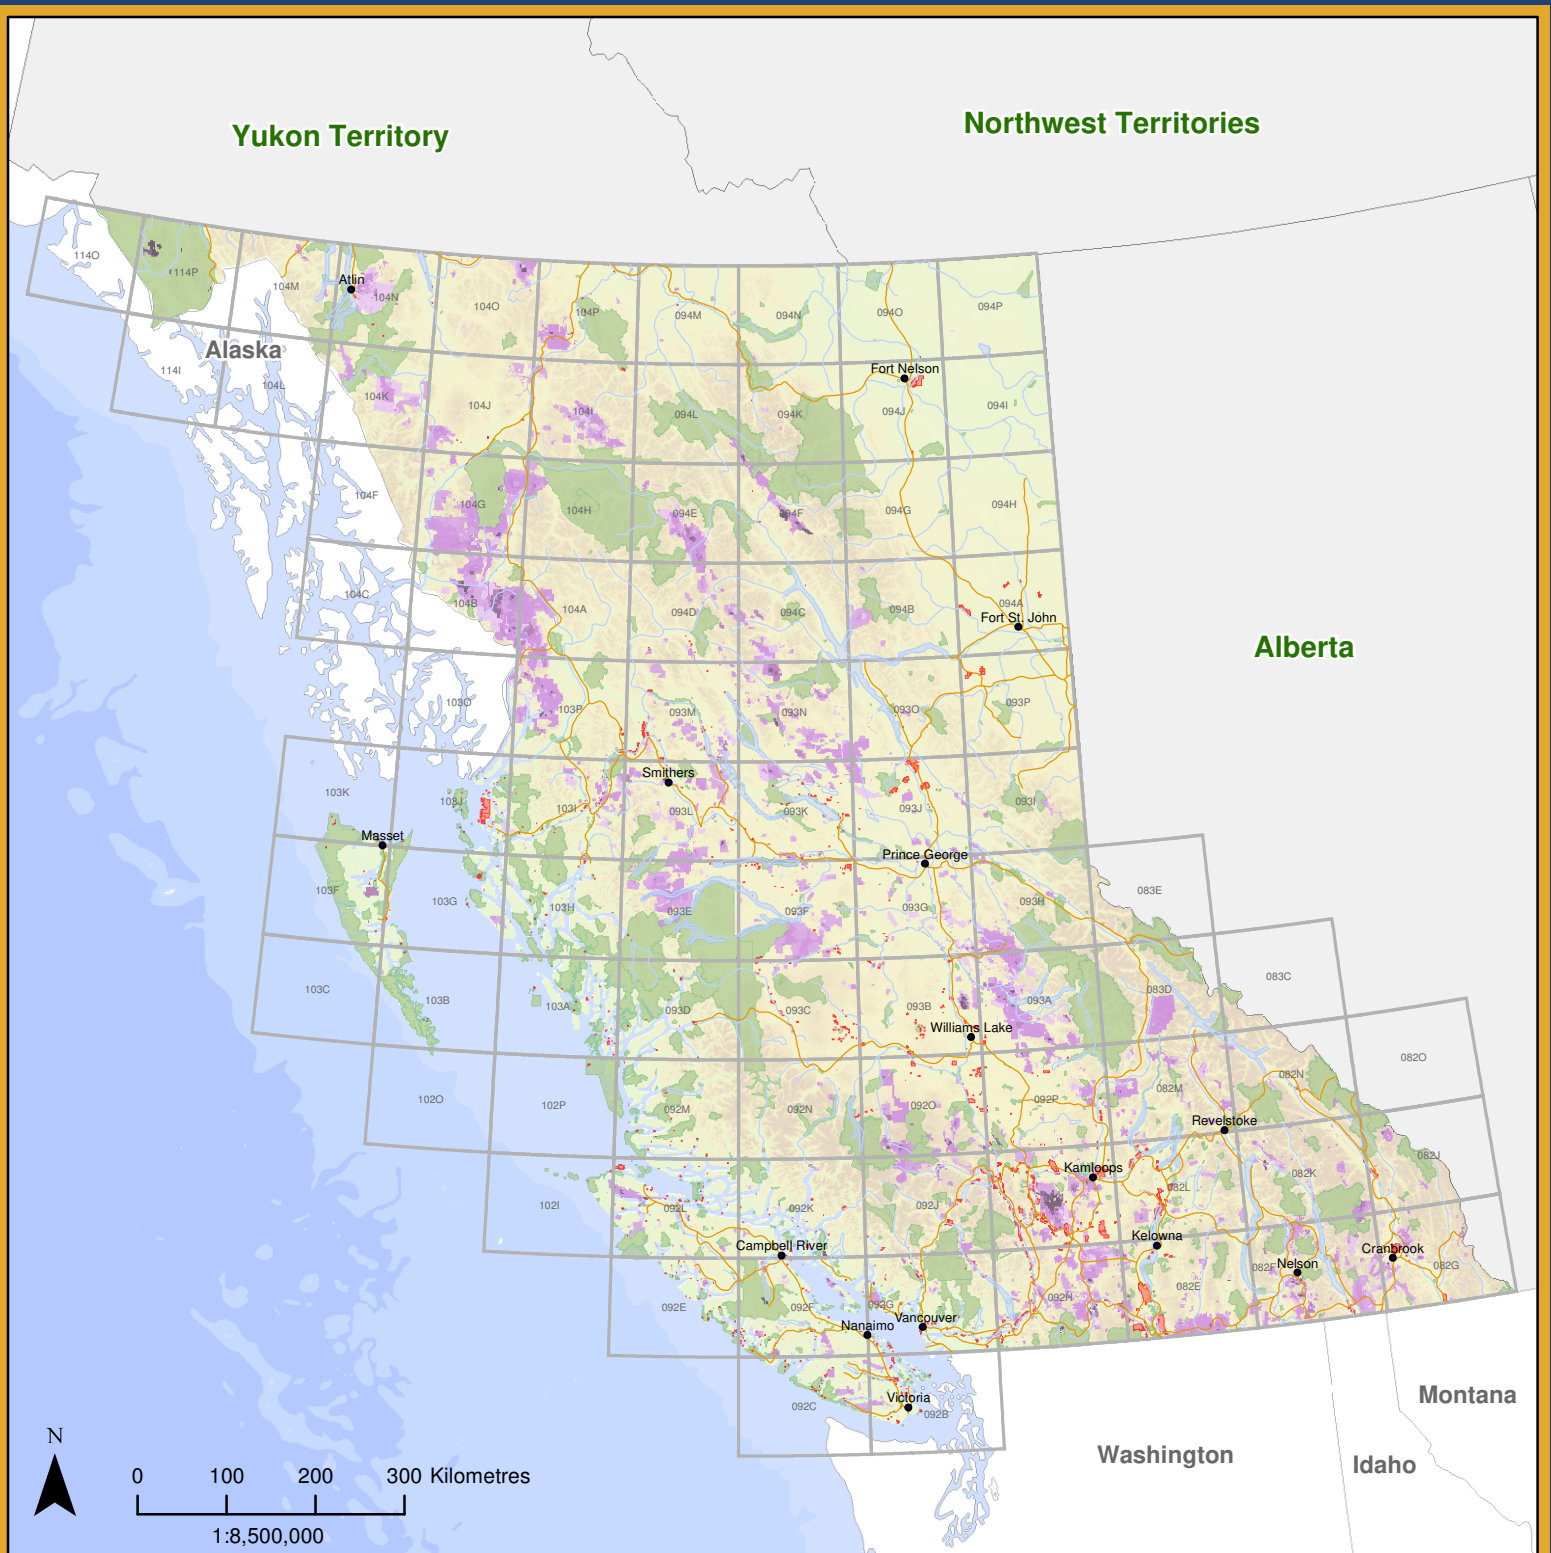 Northwest Territories
Yukon Territory
114O
114P
104M
Atlin
104N
104O
104P
094M
094N
094O
094P
Alaska
114I
104L
104K
104J
104I
094L
094K
Fort Nelson
094J
094I
104F
104G
104H
094E
094F
094G
094H
104C
104B
104A
094D
094C
094B
094A
Fort St. John
Alberta
103O
103P
093M
093N
093O
093P
Smithers
103K
103J
103I
093L
093K
093J
093I
Masset
Prince George
103F
103G
103H
093E
093F
093G
093H
083E
103C
103B
103A
093D
093C
093B
093A
083D
083C
Williams Lake
082O
102O
102P
092M
092N
092O
092P
082M
082N
Revelstoke
Kamloops
082J
082K
082L
102I
092L
092K
092J
Kelowna
Campbell River
Cranbrook
Nelson
082F
082G
082E
092E
092F
092G
092H
Vancouver
Nanaimo
Victoria
092C
092B
Montana
Washington
Idaho
N
0 100 200 300 Kilometres
1:8,500,000